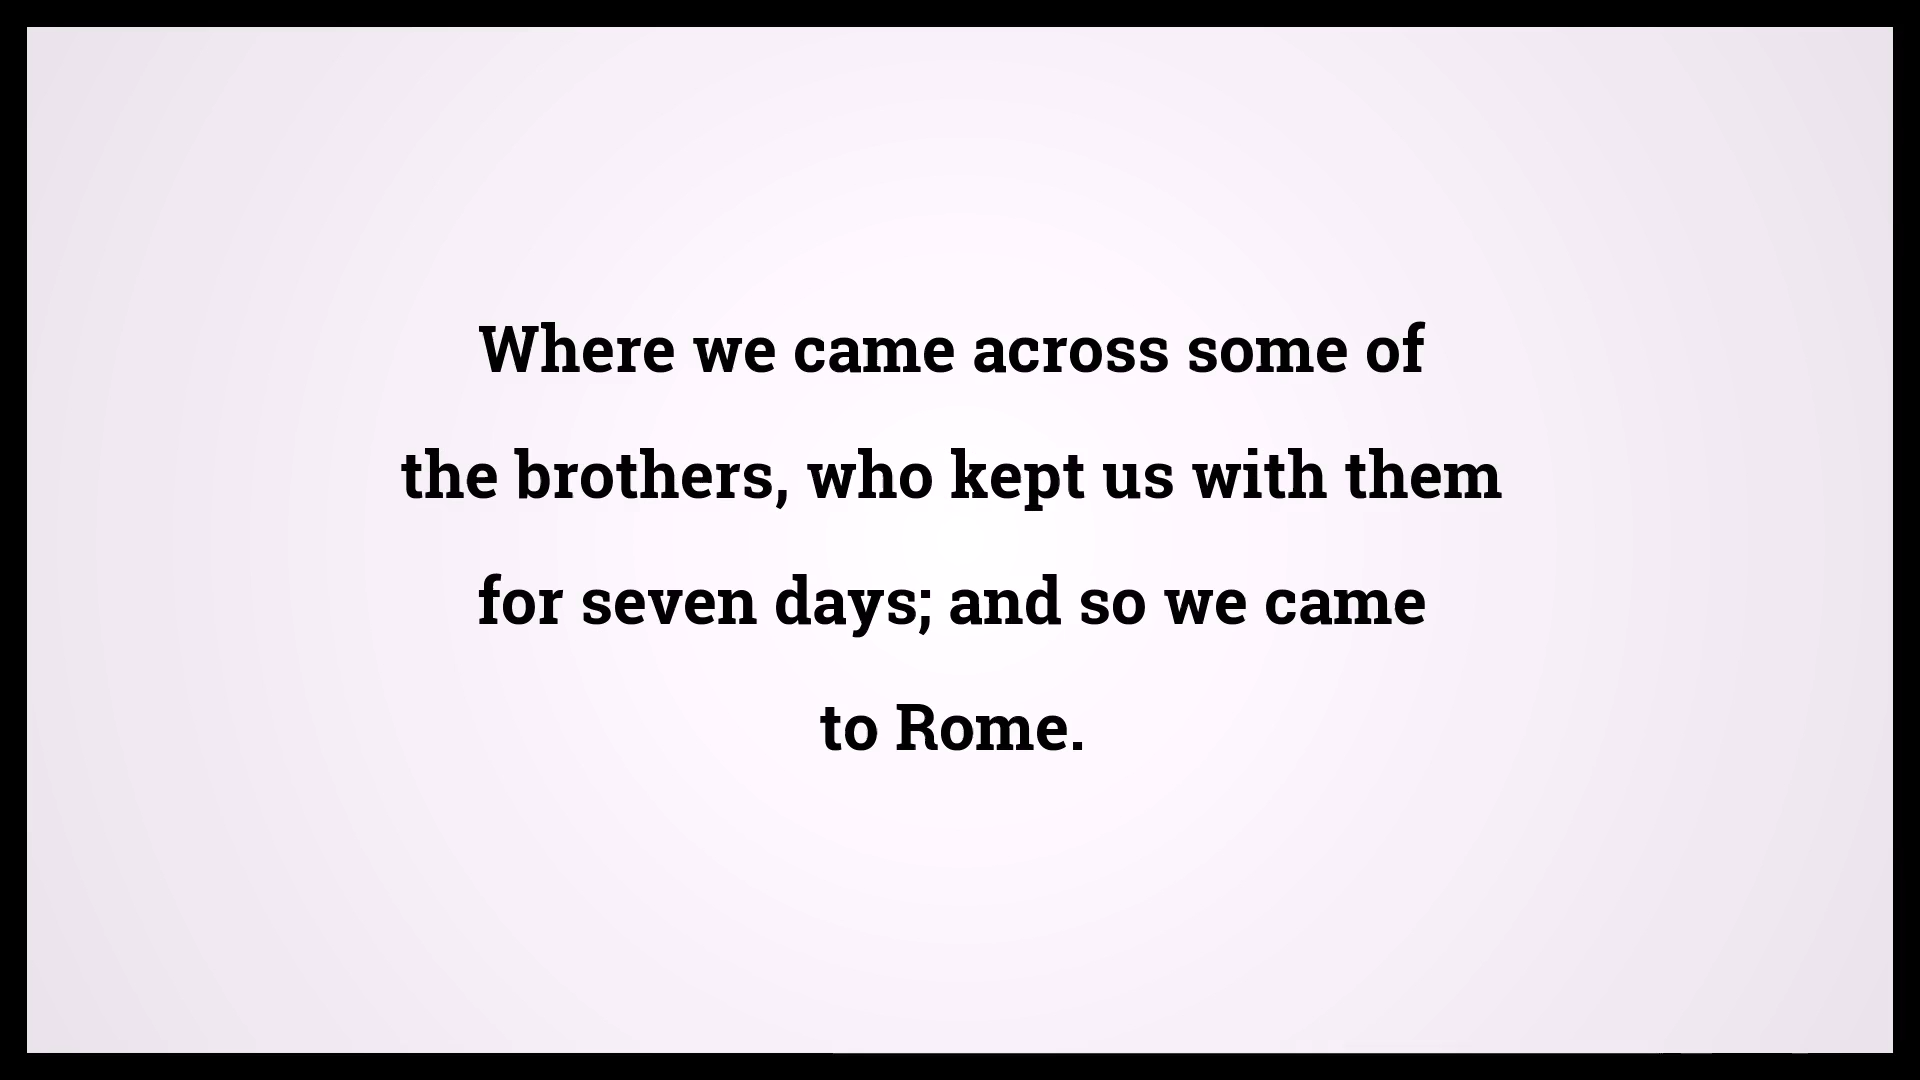 Where we came across some of
the brothers, who kept us with them
for seven days; and so we came
to Rome.